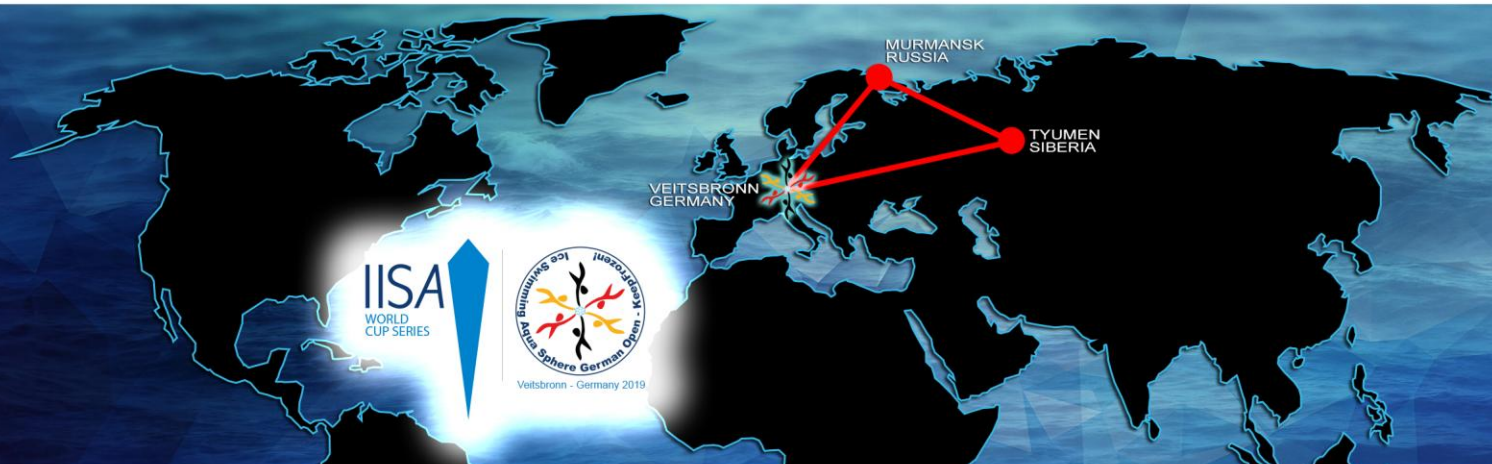 MURMANSK
RUSSIA
TYUMEN
SIBERIA
VEITSBRONN
GERMANY
IISA
WORLD
CUP SERIES
Ice Swimming Aqua Sphere German Open - KeepFrozen!
Veitsbronn - Germany 2019